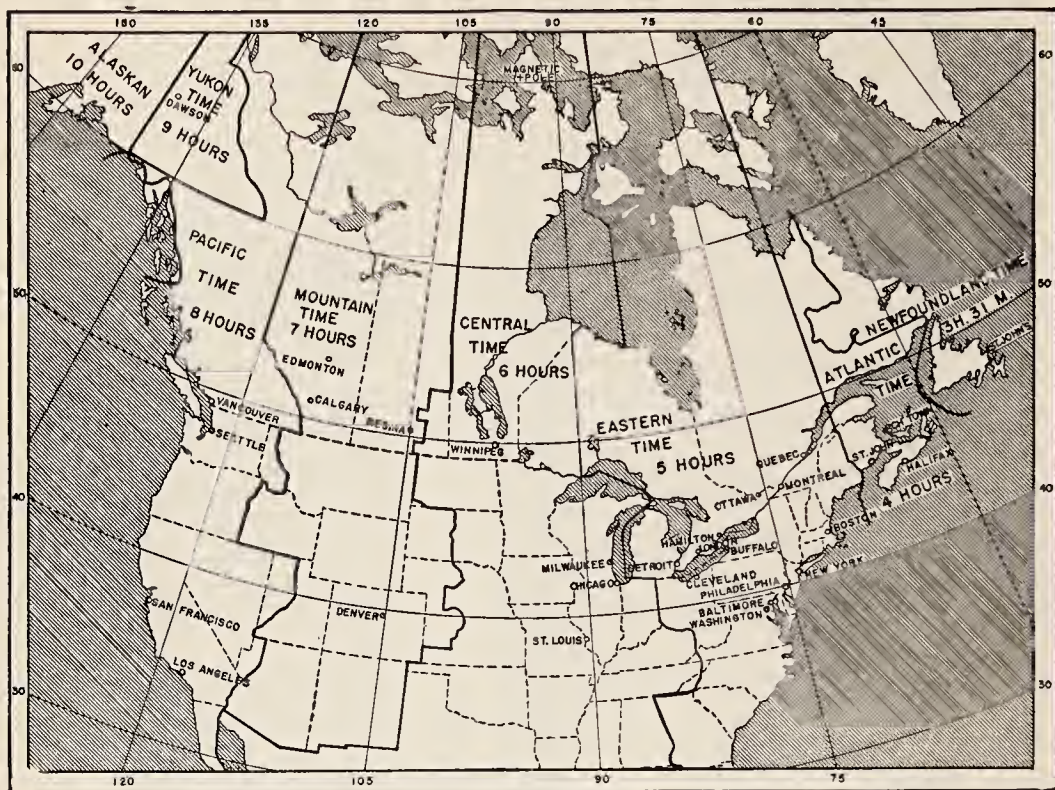 180 135 120 105 90 75 60 45
60
60
ALASKAN
10 HOURS
YUKON
TIME
DAWSON
9 HOURS
MAGNETIC
+POLE
PACIFIC
TIME
8 HOURS
50
50
MOUNTAIN
TIME
7 HOURS
EDMONTON
CALGARY
REGINA
VANCOUVER
SEATTLE
CENTRAL
TIME
6 HOURS
WINNIPEG
NEWFOUNDLAND TIME
3H. 31 M.
ST. JOHN'S
ATLANTIC
TIME
4 HOURS
EASTERN
TIME
5 HOURS
QUEBEC
ST. JOHN
HALIFAX
MONTREAL
OTTAWA
BOSTON
40
40
HAMILTON
LONDON
BUFFALO
MILWAUKEE
DETROIT
CHICAGO
CLEVELAND
NEW YORK
PHILADELPHIA
BALTIMORE
WASHINGTON
SAN FRANCISCO
DENVER
ST. LOUIS
LOS ANGELES
30
30
120 105 90 75